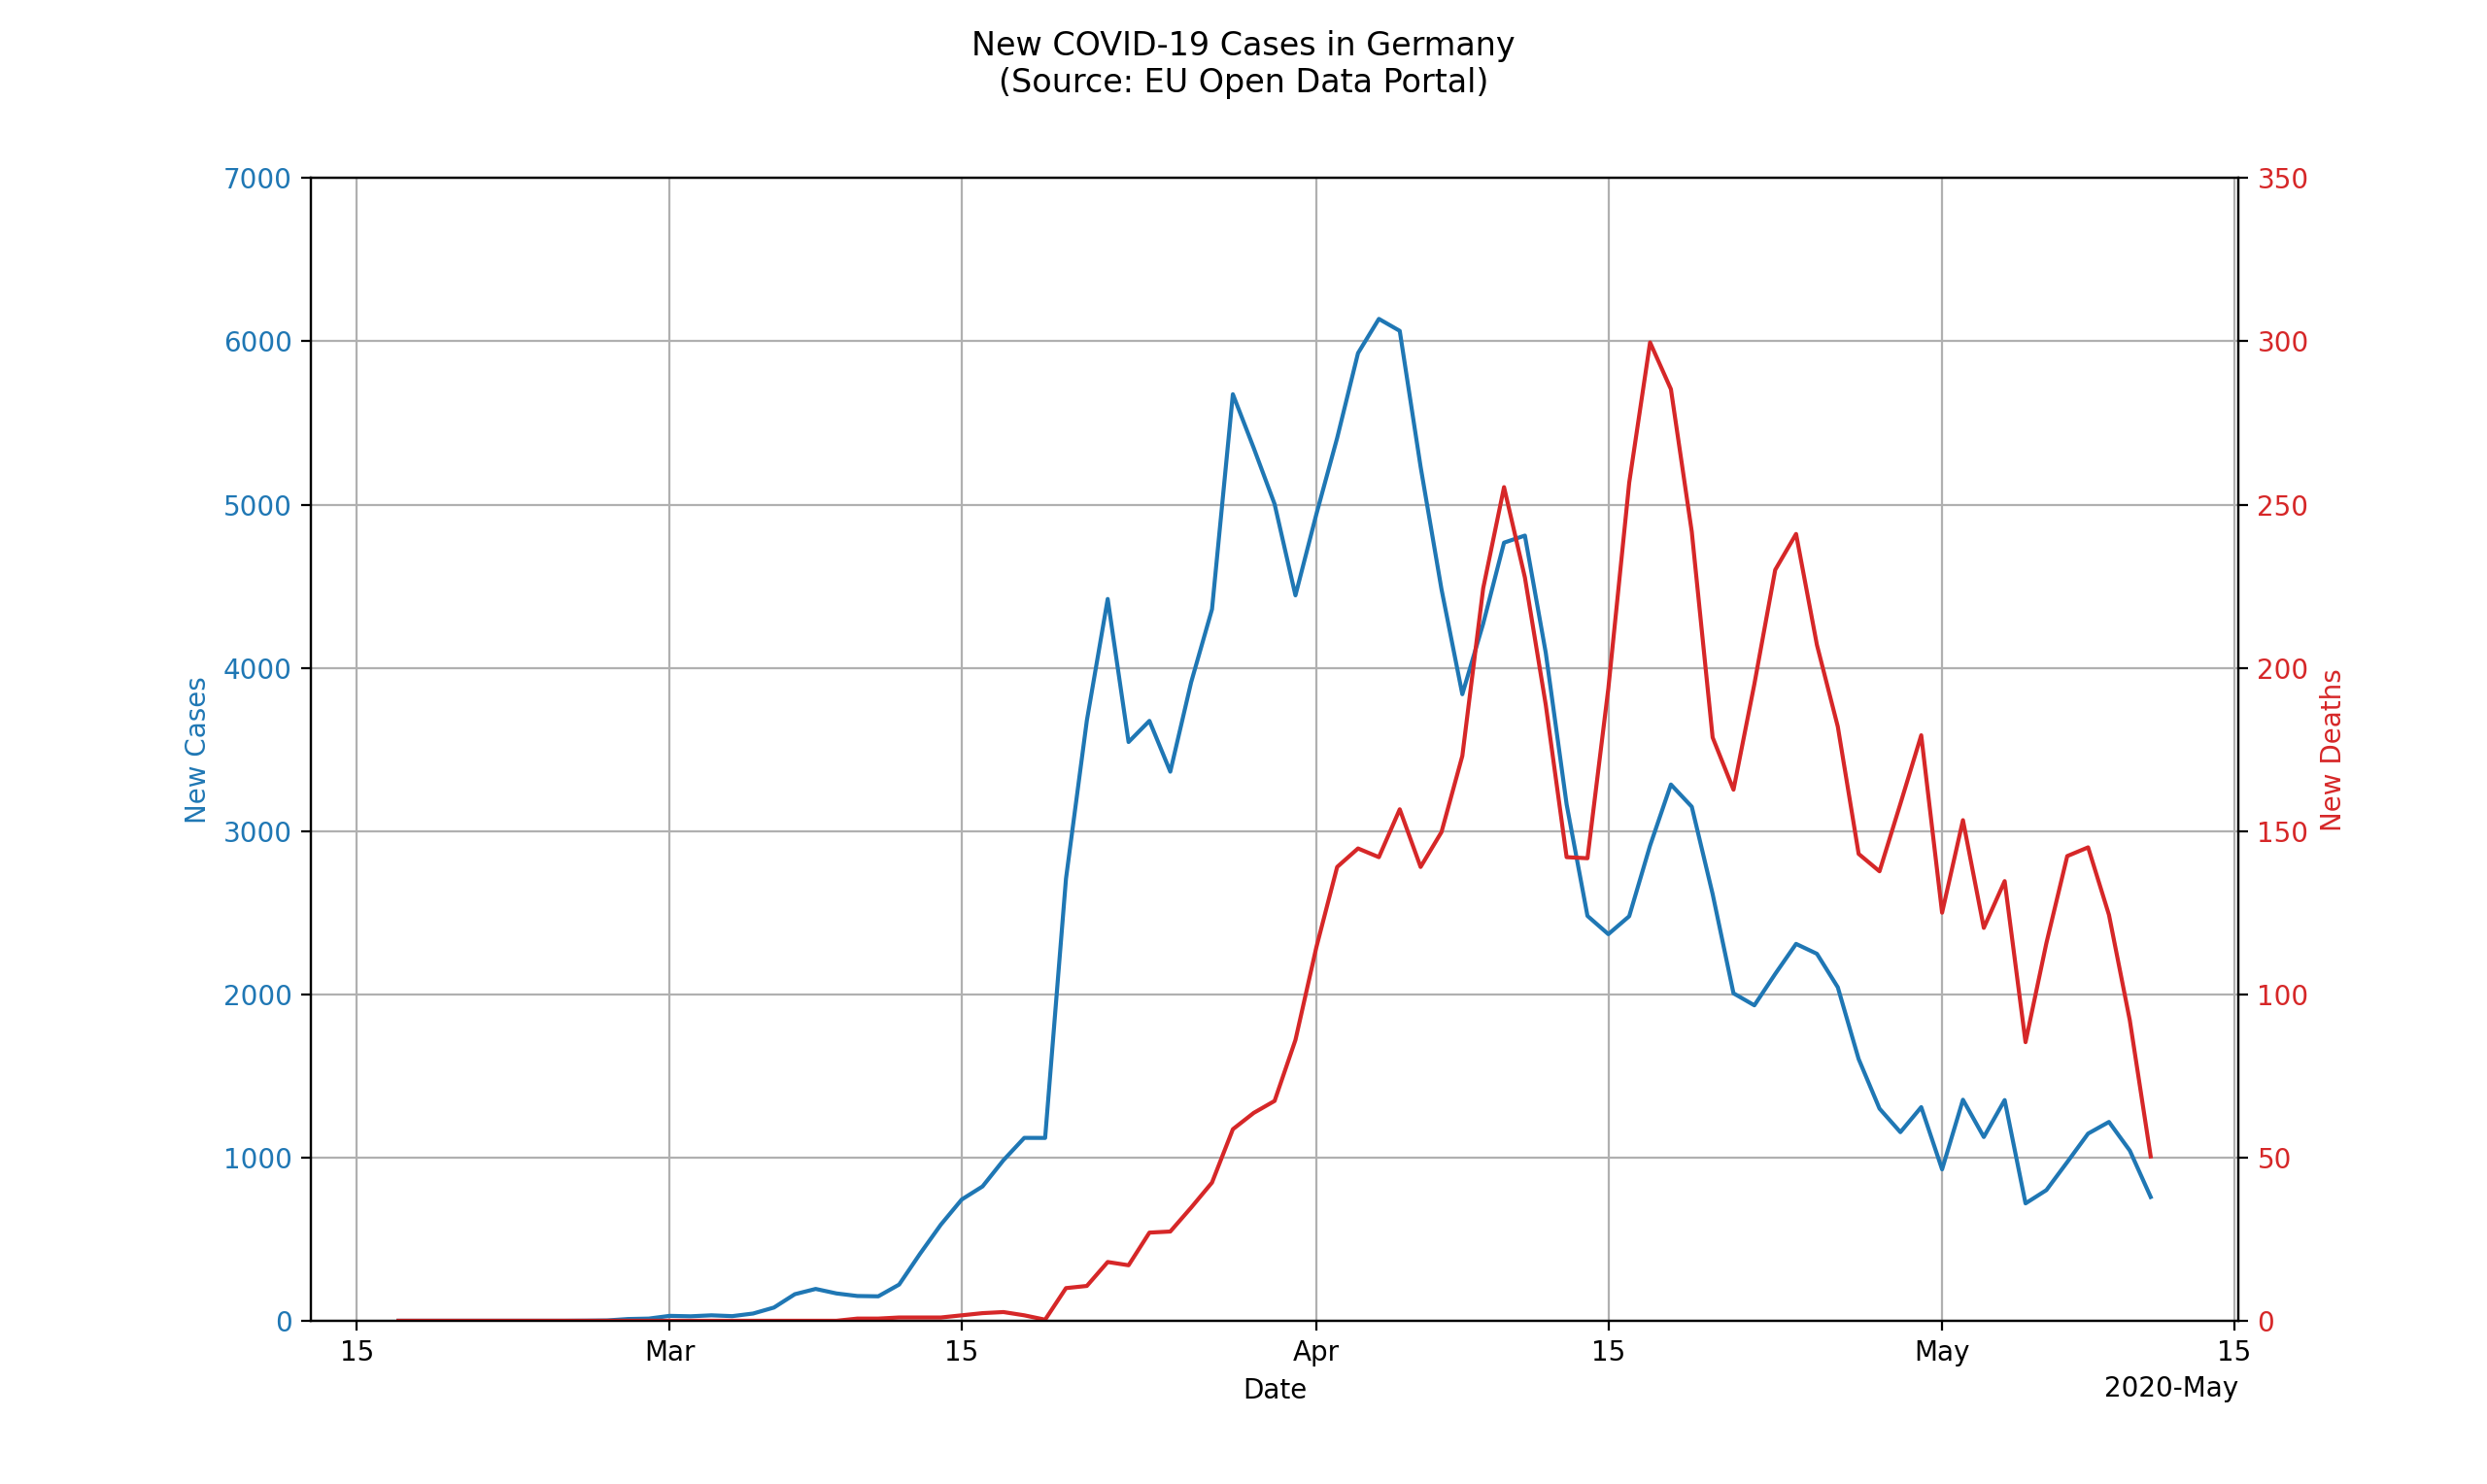 New COVID-19 Cases in Germany
(Source: EU Open Data Portal)
7000
6000
5000
4000
3000
2000
1000
0
New Cases
350
300
250
200
150
100
50
0
New Deaths
15
Mar
15
Apr
15
May
15
Date
2020-May